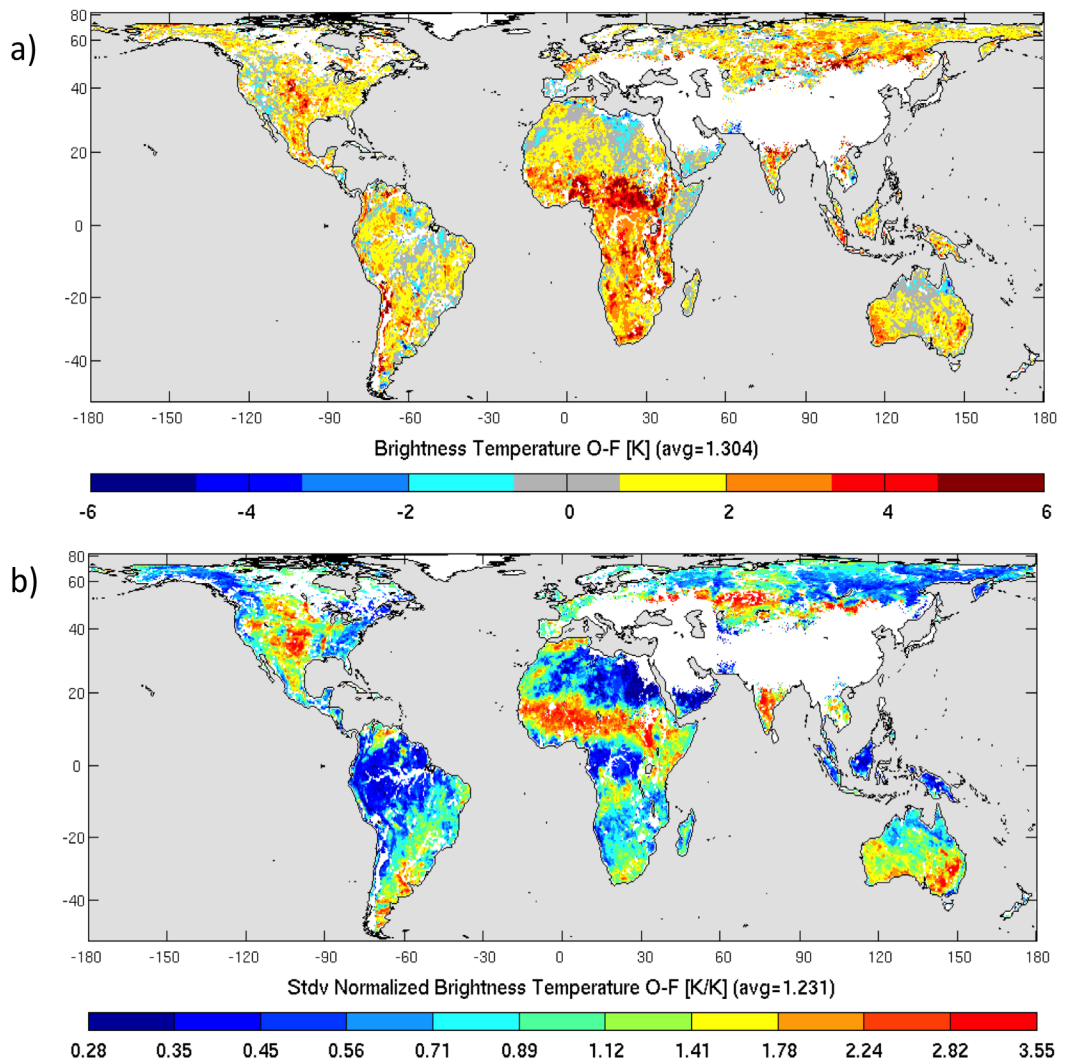 a)
80
60
40
20
0
-20
-40
-180 -150 -120 -90 -60 -30 0 30 60 90 120 150 180
Brightness Temperature O-F [K] (avg=1.304)
-6 -4 -2 0 2 4 6
b)
80
60
40
20
0
-20
-40
-180 -150 -120 -90 -60 -30 0 30 60 90 120 150 180
Stdv Normalized Brightness Temperature O-F [K/K] (avg=1.231)
0.28 0.35 0.45 0.56 0.71 0.89 1.12 1.41 1.78 2.24 2.82 3.55